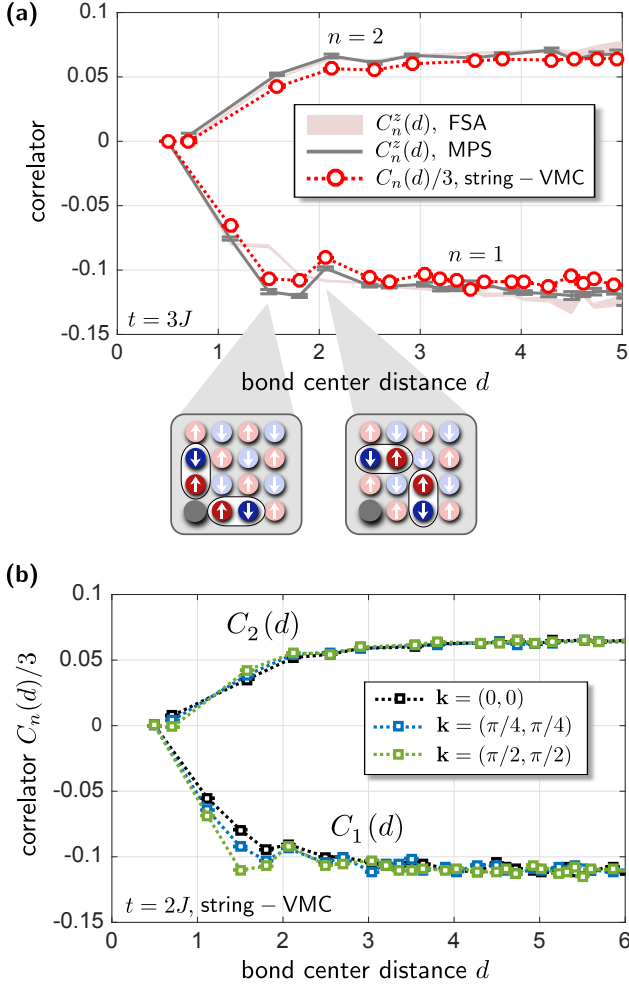 (a)
0.1
0.05
0
-0.05
-0.1
-0.15
correlator
n = 2
C_n^z(d), FSA
C_n^z(d), MPS
C_n(d)/3, string − VMC
n = 1
t = 3J
0 1 2 3 4 5
bond center distance d
(b)
0.1
0.05
0
-0.05
-0.1
-0.15
correlator C_n(d)/3
C_2(d)
k = (0, 0)
k = (π/4, π/4)
k = (π/2, π/2)
C_1(d)
t = 2J, string − VMC
0 1 2 3 4 5 6
bond center distance d